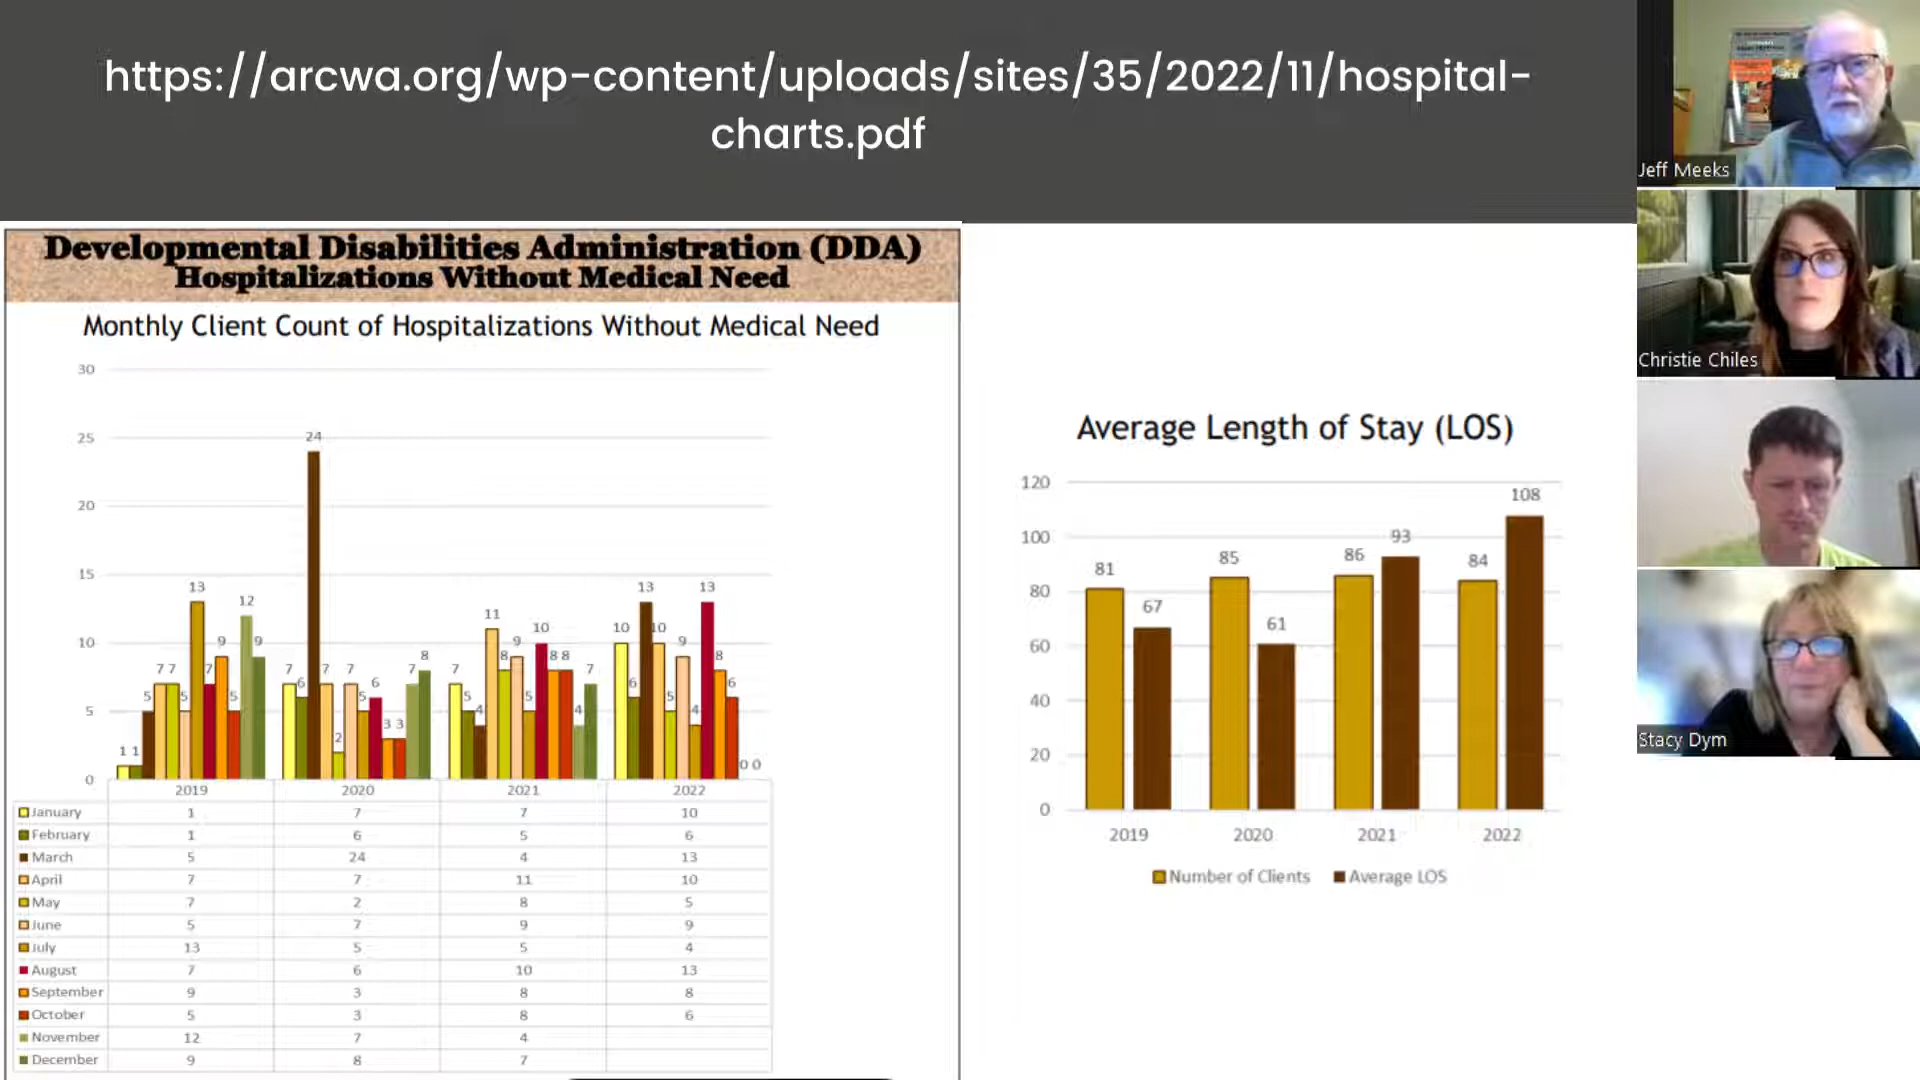 https://arcwa.org/wp-content/uploads/sites/35/2022/11/hospital-
charts.pdf
Developmental Disabilities Administration (DDA)
Hospitalizations Without Medical Need
Monthly Client Count of Hospitalizations Without Medical Need
30
25
20
15
10
5
0
1 1 5 7 7 5 13 7 9 5 12 9
7 6 24 7 2 7 5 6 3 3 7 8
7 5 4 11 8 9 5 10 8 8 4 7
10 6 13 10 5 9 4 13 8 6 0 0
2019 2020 2021 2022
January 1 7 7 10
February 1 6 5 6
March 5 24 4 13
April 7 7 11 10
May 7 2 8 5
June 5 7 9 9
July 13 5 5 4
August 7 6 10 13
September 9 3 8 8
October 5 3 8 6
November 12 7 4
December 9 8 7
Average Length of Stay (LOS)
120
100
80
60
40
20
0
81 67 85 61 86 93 84 108
2019 2020 2021 2022
Number of Clients Average LOS
Jeff Meeks
Christie Chiles
Stacy Dym